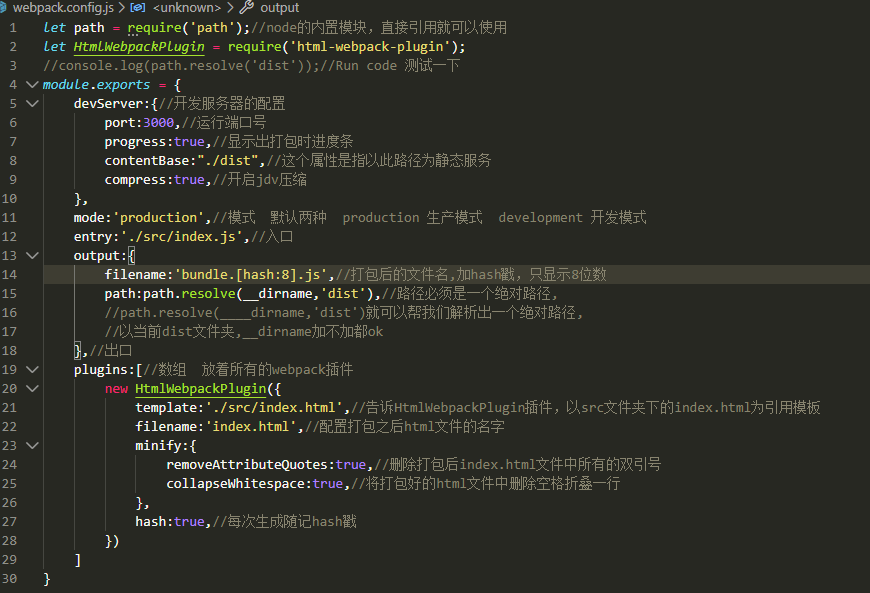 webpack.config.js > <unknown> > output
1 let path = require('path');//node的内置模块，直接引用就可以使用
2 let HtmlWebpackPlugin = require('html-webpack-plugin');
3 //console.log(path.resolve('dist'));//Run code 测试一下
4 module.exports = {
5 devServer:{//开发服务器的配置
6 port:3000,//运行端口号
7 progress:true,//显示出打包时进度条
8 contentBase:"./dist",//这个属性是指以此路径为静态服务
9 compress:true,//开启jdv压缩
10 },
11 mode:'production',//模式  默认两种  production 生产模式  development 开发模式
12 entry:'./src/index.js',//入口
13 output:{
14 filename:'bundle.[hash:8].js',//打包后的文件名,加hash戳，只显示8位数
15 path:path.resolve(__dirname,'dist'),//路径必须是一个绝对路径,
16 //path.resolve(____dirname,'dist')就可以帮我们解析出一个绝对路径,
17 //以当前dist文件夹,__dirname加不加都ok
18 },//出口
19 plugins:[//数组  放着所有的webpack插件
20 new HtmlWebpackPlugin({
21 template:'./src/index.html',//告诉HtmlWebpackPlugin插件，以src文件夹下的index.html为引用模板
22 filename:'index.html',//配置打包之后html文件的名字
23 minify:{
24 removeAttributeQuotes:true,//删除打包后index.html文件中所有的双引号
25 collapseWhitespace:true,//将打包好的html文件中删除空格折叠一行
26 },
27 hash:true,//每次生成随记hash戳
28 })
29 ]
30 }